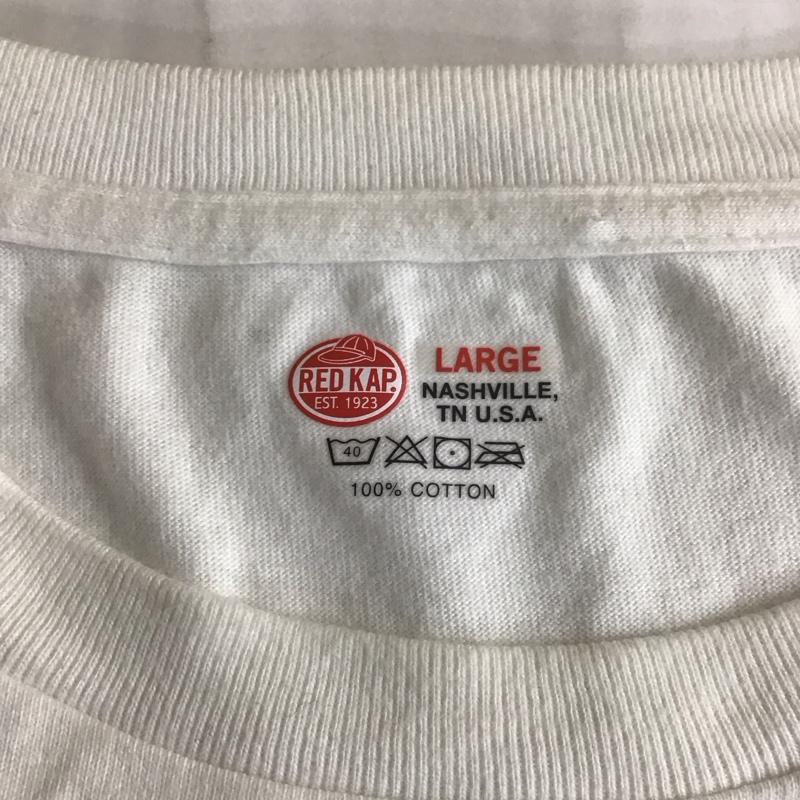 RED KAP.
EST. 1923
LARGE
NASHVILLE,
TN U.S.A.
40
100% COTTON